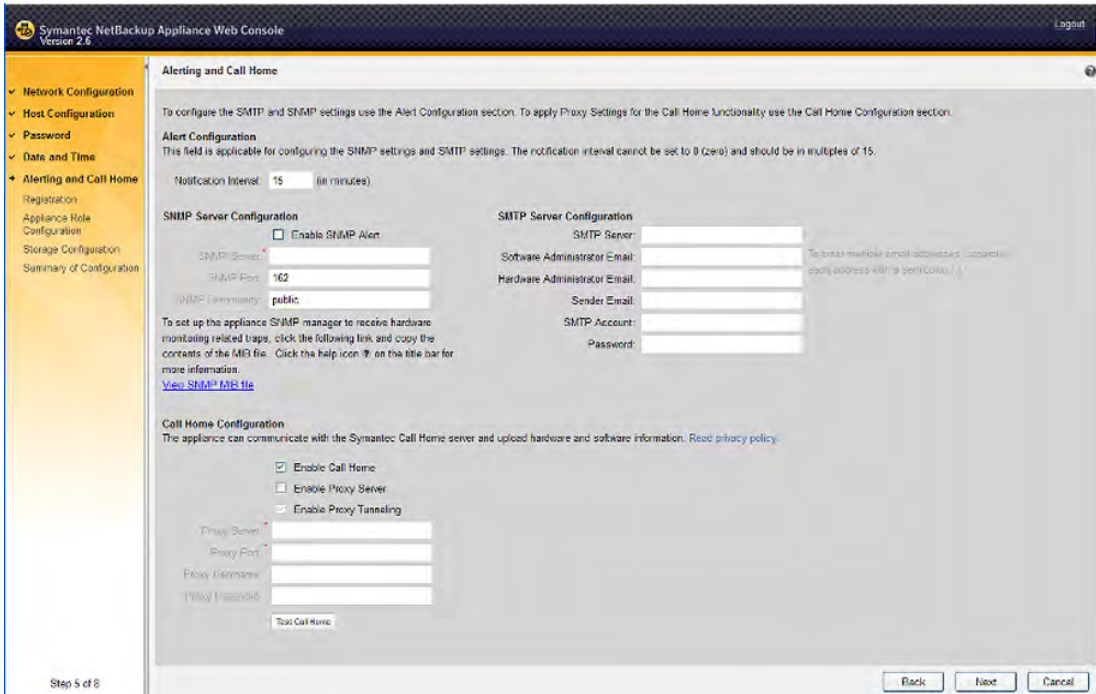 Symantec NetBackup Appliance Web Console
Version 2.6
Logout
Network Configuration
Host Configuration
Password
Date and Time
Alerting and Call Home
Registration
Appliance Role
Configuration
Storage Configuration
Summary of Configuration
Step 5 of 8
Alerting and Call Home
To configure the SMTP and SNMP settings use the Alert Configuration section. To apply Proxy Settings for the Call Home functionality use the Call Home Configuration section.
Alert Configuration
This field is applicable for configuring the SNMP settings and SMTP settings. The notification interval cannot be set to 0 (zero) and should be in multiples of 15.
Notification Interval: 15 (in minutes)
SNMP Server Configuration
Enable SNMP Alert
SNMP Server:*
SNMP Port: 162
SNMP Community: public
To set up the appliance SNMP manager to receive hardware
monitoring related traps, click the following link and copy the
contents of the MIB file. Click the help icon ? on the title bar for
more information.
View SNMP MIB file
SMTP Server Configuration
SMTP Server:
Software Administrator Email:
To enter multiple email addresses, separate
each address with a semicolon(;).
Hardware Administrator Email:
Sender Email:
SMTP Account:
Password:
Call Home Configuration
The appliance can communicate with the Symantec Call Home server and upload hardware and software information. Read privacy policy.
Enable Call Home
Enable Proxy Server
Enable Proxy Tunneling
Proxy Server:*
Proxy Port:*
Proxy Username:
Proxy Password:
Test Call Home
Back
Next
Cancel